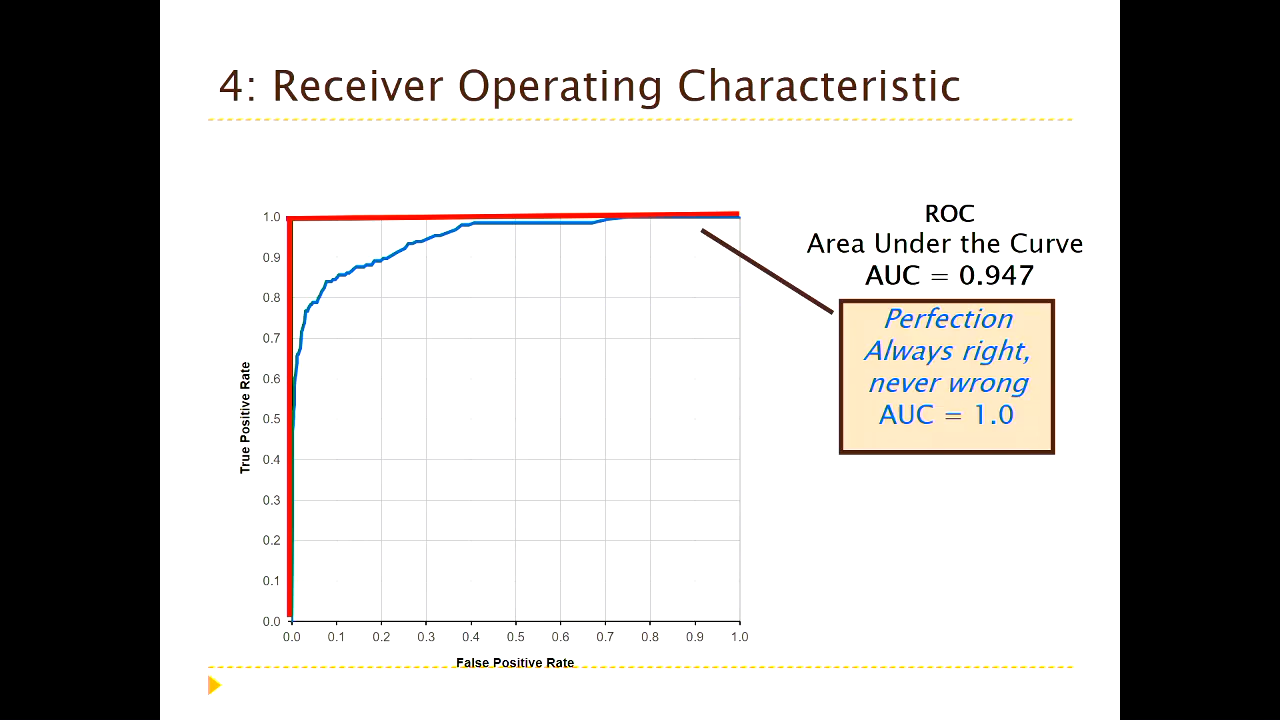 4: Receiver Operating Characteristic
ROC
Area Under the Curve
AUC = 0.947
Perfection
Always right,
never wrong
AUC = 1.0
True Positive Rate
1.0
0.9
0.8
0.7
0.6
0.5
0.4
0.3
0.2
0.1
0.0
0.0 0.1 0.2 0.3 0.4 0.5 0.6 0.7 0.8 0.9 1.0
False Positive Rate